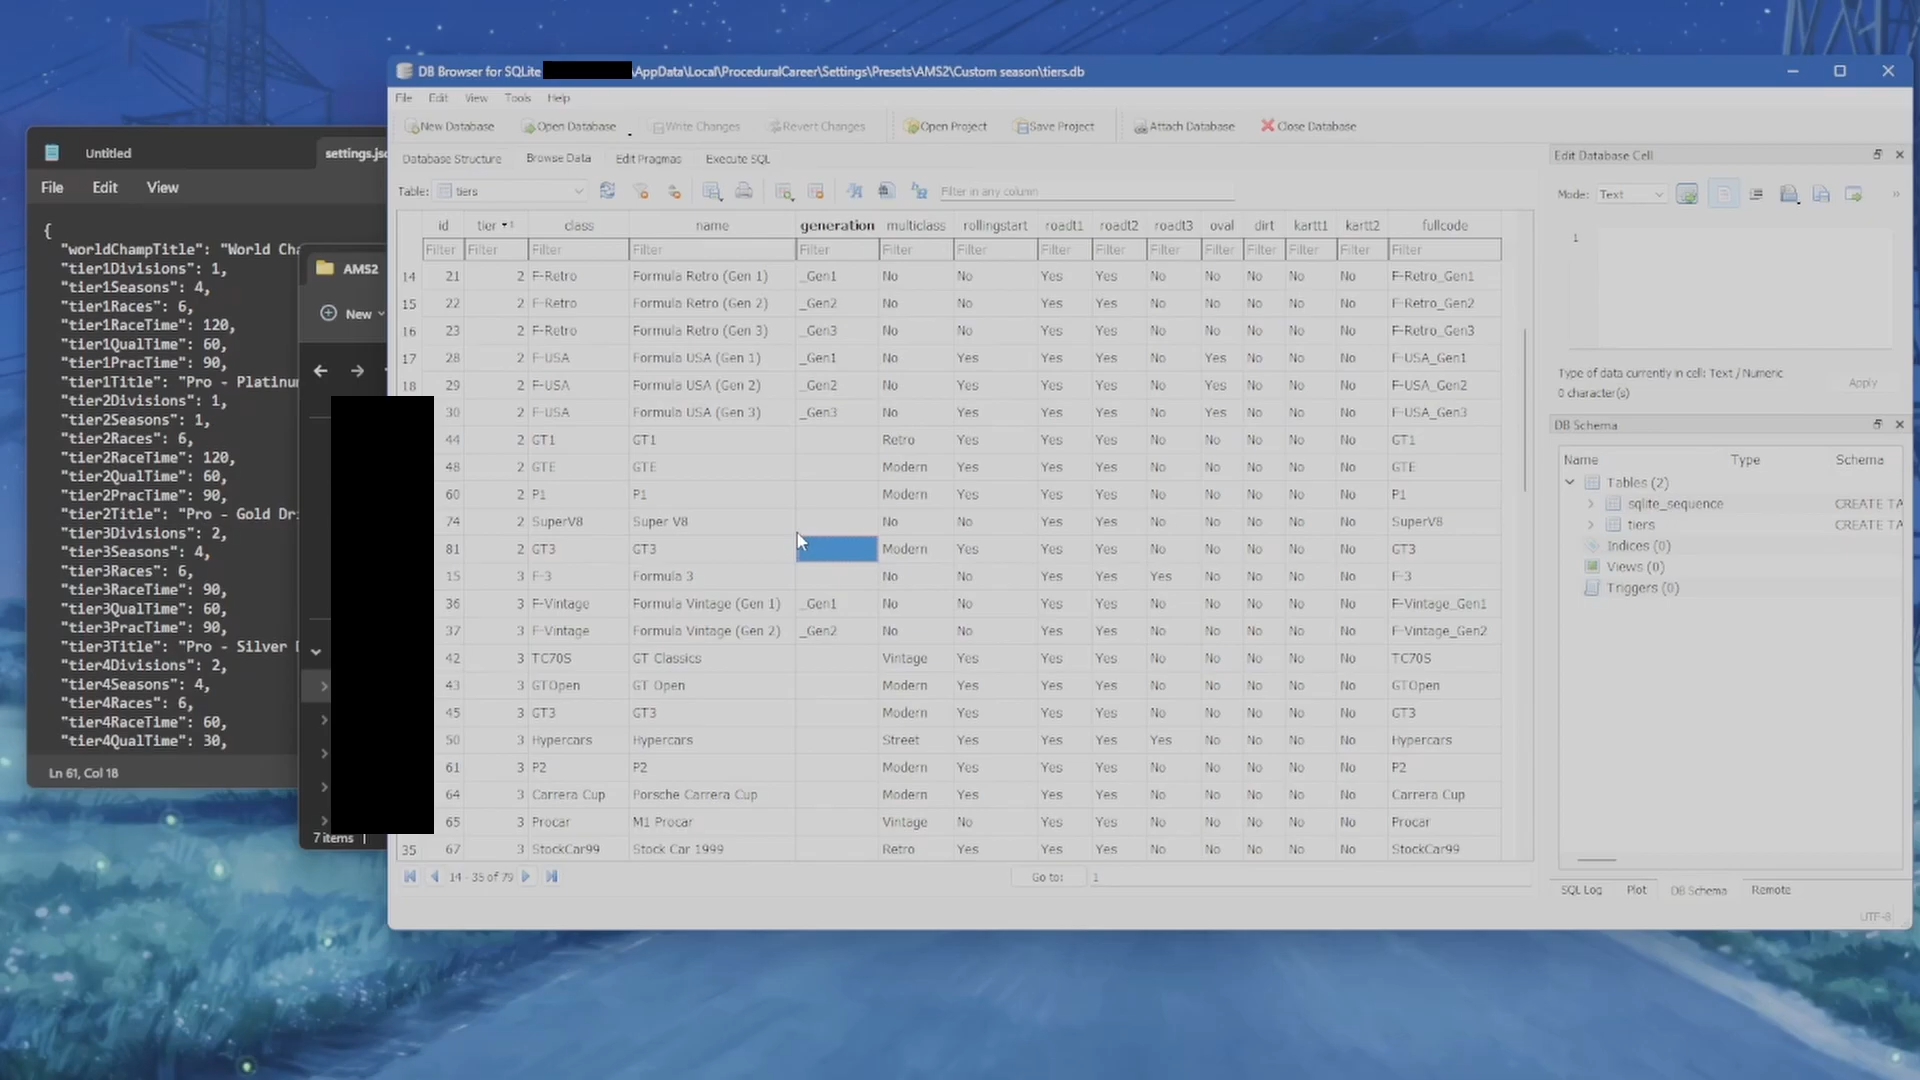 DB Browser for SQLite \AppData\Local\ProceduralCareer\Settings\Presets\AMS2\Custom season\tiers.db
File Edit View Tools Help
New Database Open Database Write Changes Revert Changes Open Project Save Project Attach Database Close Database
Database Structure Browse Data Edit Pragmas Execute SQL
Table: tiers Filter in any column
id tier class name generation multiclass rollingstart roadt1 roadt2 roadt3 oval dirt kartt1 kartt2 fullcode
Filter Filter Filter Filter Filter Filter Filter Filter Filter Filter Filter Filter Filter Filter Filter
14 21 2 F-Retro Formula Retro (Gen 1) _Gen1 No No Yes Yes No No No No No F-Retro_Gen1
15 22 2 F-Retro Formula Retro (Gen 2) _Gen2 No No Yes Yes No No No No No F-Retro_Gen2
16 23 2 F-Retro Formula Retro (Gen 3) _Gen3 No No Yes Yes No No No No No F-Retro_Gen3
17 28 2 F-USA Formula USA (Gen 1) _Gen1 No Yes Yes Yes No Yes No No No F-USA_Gen1
18 29 2 F-USA Formula USA (Gen 2) _Gen2 No Yes Yes Yes No Yes No No No F-USA_Gen2
30 2 F-USA Formula USA (Gen 3) _Gen3 No Yes Yes Yes No Yes No No No F-USA_Gen3
44 2 GT1 GT1 Retro Yes Yes Yes No No No No No GT1
48 2 GTE GTE Modern Yes Yes Yes No No No No No GTE
60 2 P1 P1 Modern Yes Yes Yes No No No No No P1
74 2 SuperV8 Super V8 No No Yes Yes No No No No No SuperV8
81 2 GT3 GT3 Modern Yes Yes Yes No No No No No GT3
15 3 F-3 Formula 3 No No Yes Yes Yes No No No No F-3
36 3 F-Vintage Formula Vintage (Gen 1) _Gen1 No No Yes Yes No No No No No F-Vintage_Gen1
37 3 F-Vintage Formula Vintage (Gen 2) _Gen2 No No Yes Yes No No No No No F-Vintage_Gen2
42 3 TC70S GT Classics Vintage Yes Yes Yes No No No No No TC70S
43 3 GTOpen GT Open Modern Yes Yes Yes No No No No No GTOpen
45 3 GT3 GT3 Modern Yes Yes Yes No No No No No GT3
50 3 Hypercars Hypercars Street Yes Yes Yes Yes No No No No Hypercars
61 3 P2 P2 Modern Yes Yes Yes No No No No No P2
64 3 Carrera Cup Porsche Carrera Cup Modern Yes Yes Yes No No No No No Carrera Cup
65 3 Procar M1 Procar Vintage No Yes Yes No No No No No Procar
35 67 3 StockCar99 Stock Car 1999 Retro Yes Yes Yes No No No No No StockCar99
14 - 35 of 79 Go to: 1
Edit Database Cell
Mode: Text
1
Type of data currently in cell: Text / Numeric
0 character(s)
Apply
DB Schema
Name Type Schema
Tables (2)
sqlite_sequence CREATE TA
tiers CREATE TA
Indices (0)
Views (0)
Triggers (0)
SQL Log Plot DB Schema Remote
UTF-8
Untitled settings.jsc
File Edit View
{
"worldChampTitle": "World Cha
"tier1Divisions": 1,
"tier1Seasons": 4,
"tier1Races": 6,
"tier1RaceTime": 120,
"tier1QualTime": 60,
"tier1PracTime": 90,
"tier1Title": "Pro - Platinum
"tier2Divisions": 1,
"tier2Seasons": 1,
"tier2Races": 6,
"tier2RaceTime": 120,
"tier2QualTime": 60,
"tier2PracTime": 90,
"tier2Title": "Pro - Gold Dri
"tier3Divisions": 2,
"tier3Seasons": 4,
"tier3Races": 6,
"tier3RaceTime": 90,
"tier3QualTime": 60,
"tier3PracTime": 90,
"tier3Title": "Pro - Silver D
"tier4Divisions": 2,
"tier4Seasons": 4,
"tier4Races": 6,
"tier4RaceTime": 60,
"tier4QualTime": 30,
Ln 61, Col 18
AMS2
New
7 items